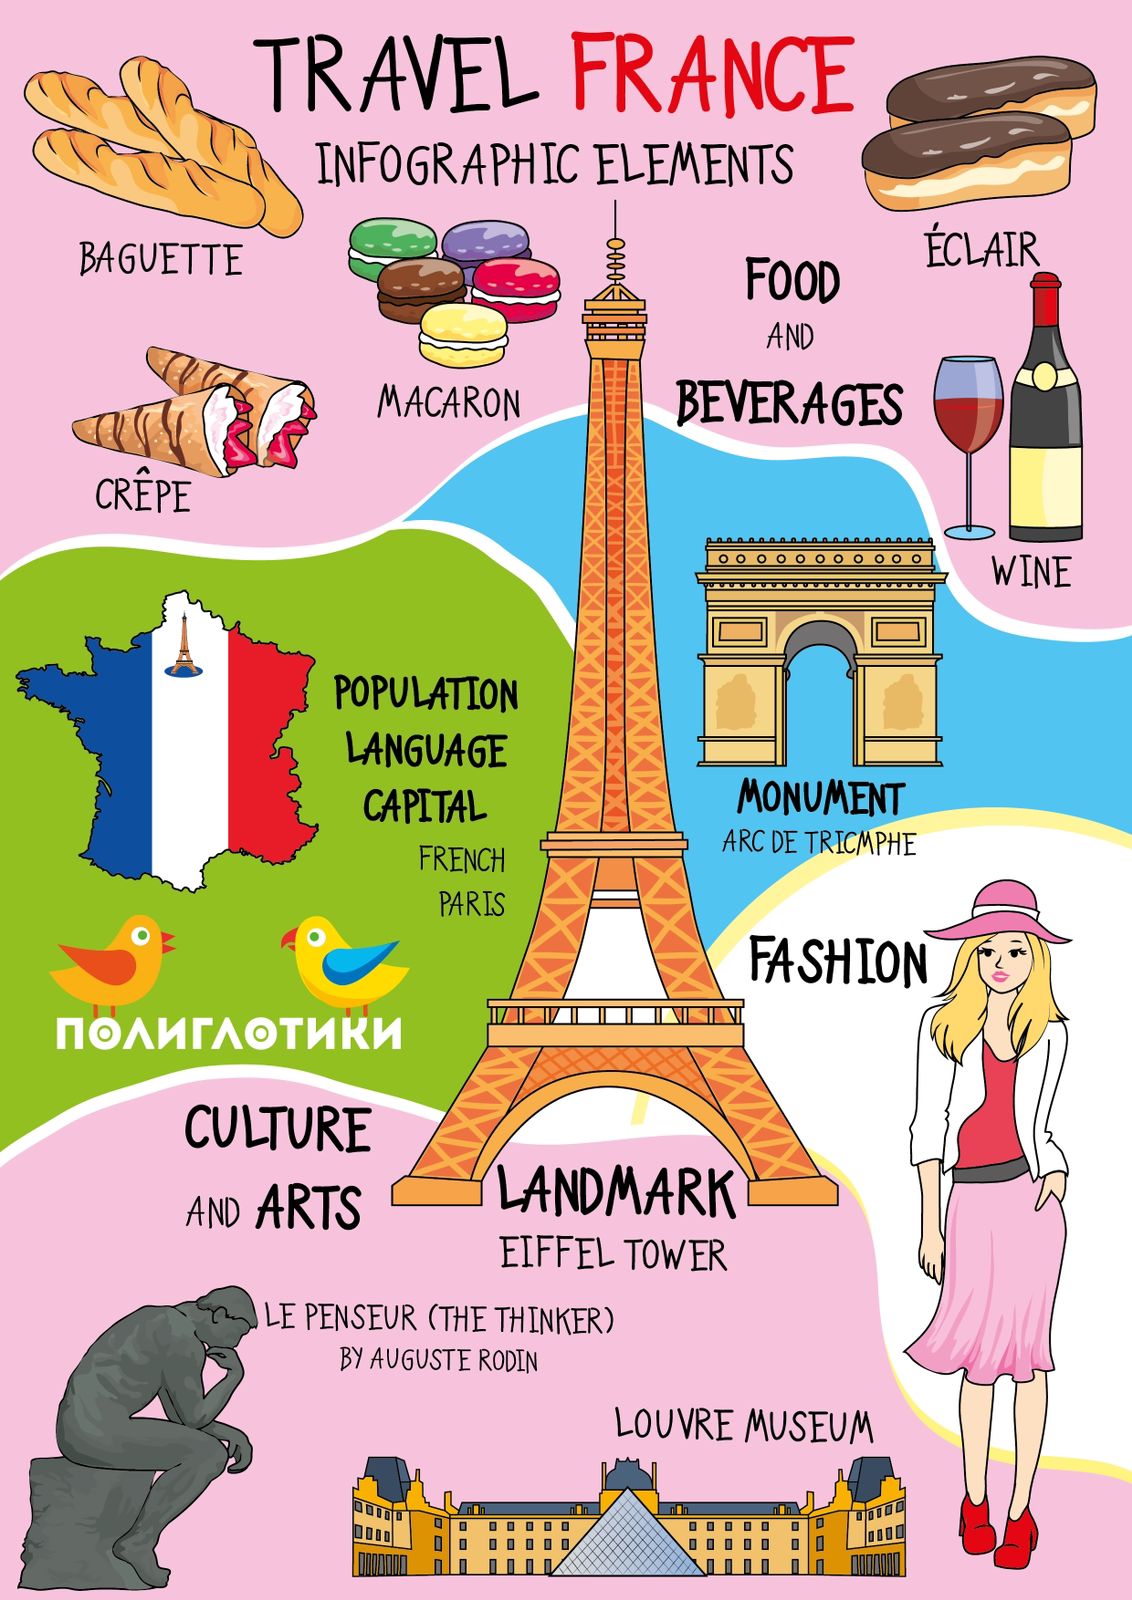 TRAVEL FRANCE
INFOGRAPHIC ELEMENTS
BAGUETTE
ÉCLAIR
MACARON
FOOD
AND
BEVERAGES
CRÊPE
WINE
POPULATION
LANGUAGE
CAPITAL
FRENCH
PARIS
MONUMENT
ARC DE TRICMPHE
FASHION
ПОЛИГЛОТИКИ
CULTURE
AND ARTS
LANDMARK
EIFFEL TOWER
LE PENSEUR (THE THINKER)
BY AUGUSTE RODIN
LOUVRE MUSEUM